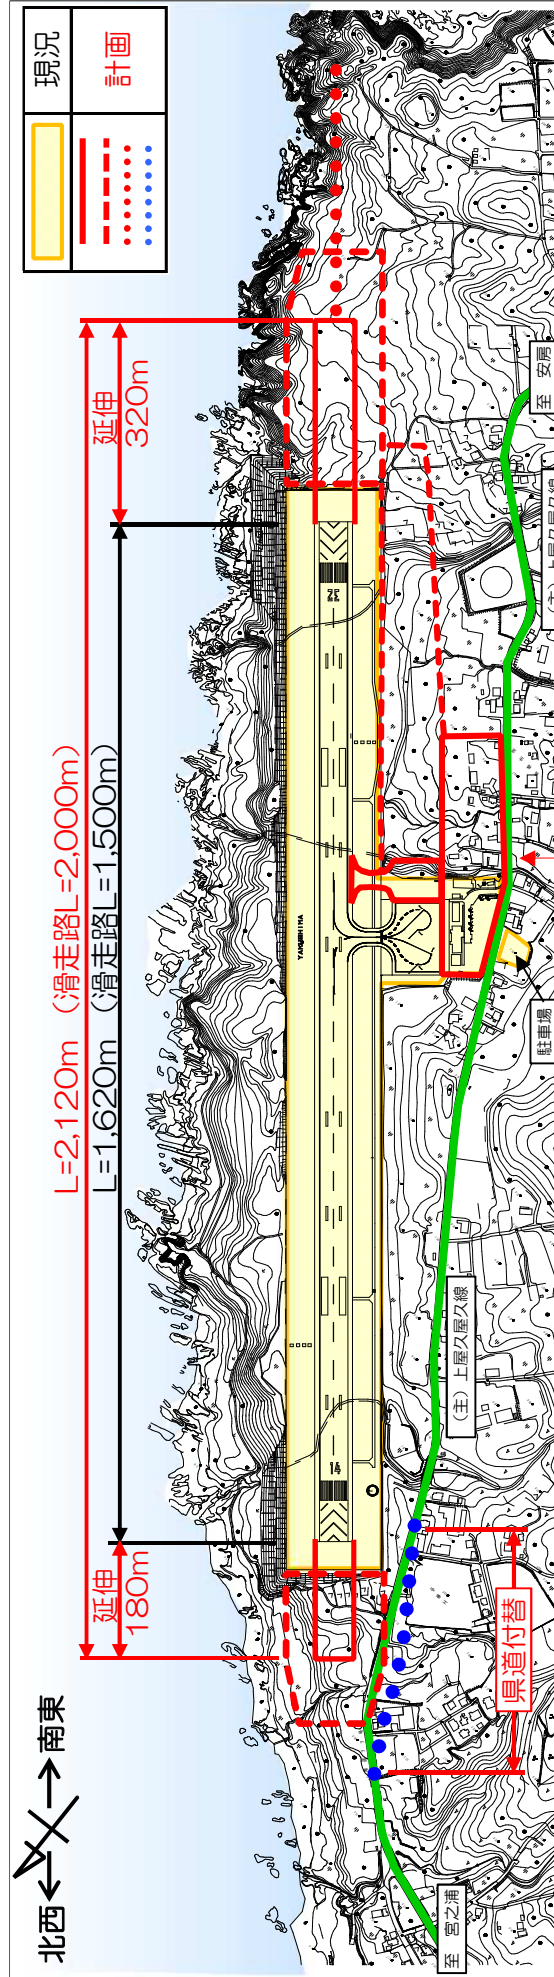 現況
計画
L=2,120m（滑走路L=2,000m）
L=1,620m（滑走路L=1,500m）
延伸
320m
延伸
180m
北西
南東
32
YAKUSHIMA
14
至 安房
駐車場
（主）上屋久屋久線
県道付替
至 宮之浦